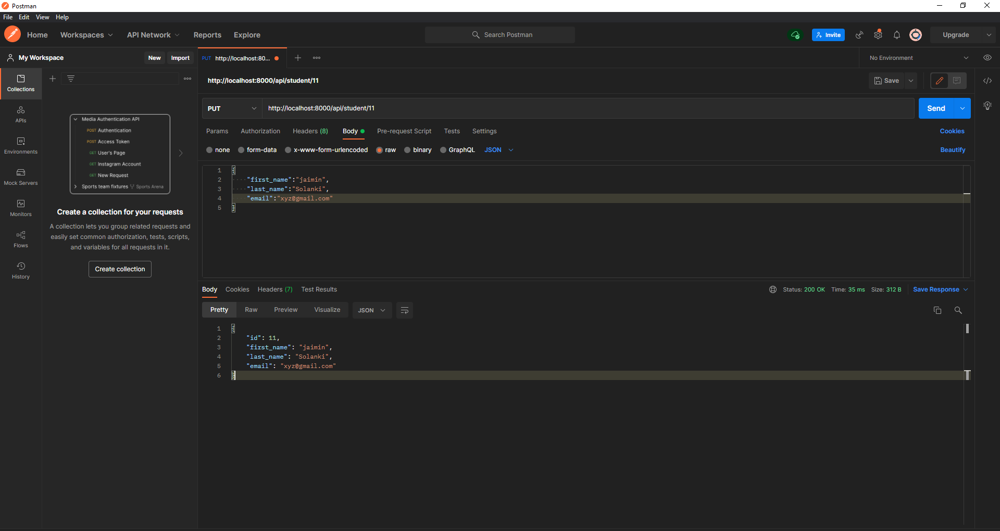 Postman
File Edit View Help
Home Workspaces API Network Reports Explore Search Postman Invite Upgrade
My Workspace New Import PUT http://localhost:80... No Environment
Collections
APIs
Environments
Mock Servers
Monitors
Flows
History
Media Authentication API
POST Authentication
POST Access Token
GET User's Page
GET Instagram Account
GET New Request
Sports team fixtures Sports Arena
Create a collection for your requests
A collection lets you group related requests and
easily set common authorization, tests, scripts,
and variables for all requests in it.
Create collection
http://localhost:8000/api/student/11 Save
PUT http://localhost:8000/api/student/11 Send
Params Authorization Headers (8) Body Pre-request Script Tests Settings Cookies
none form-data x-www-form-urlencoded raw binary GraphQL JSON Beautify
1 {
2 "first_name":"jaimin",
3 "last_name":"Solanki",
4 "email":"xyz@gmail.com"
5 }
Body Cookies Headers (7) Test Results Status: 200 OK Time: 35 ms Size: 312 B Save Response
Pretty Raw Preview Visualize JSON
1 {
2 "id": 11,
3 "first_name": "jaimin",
4 "last_name": "Solanki",
5 "email": "xyz@gmail.com"
6 }